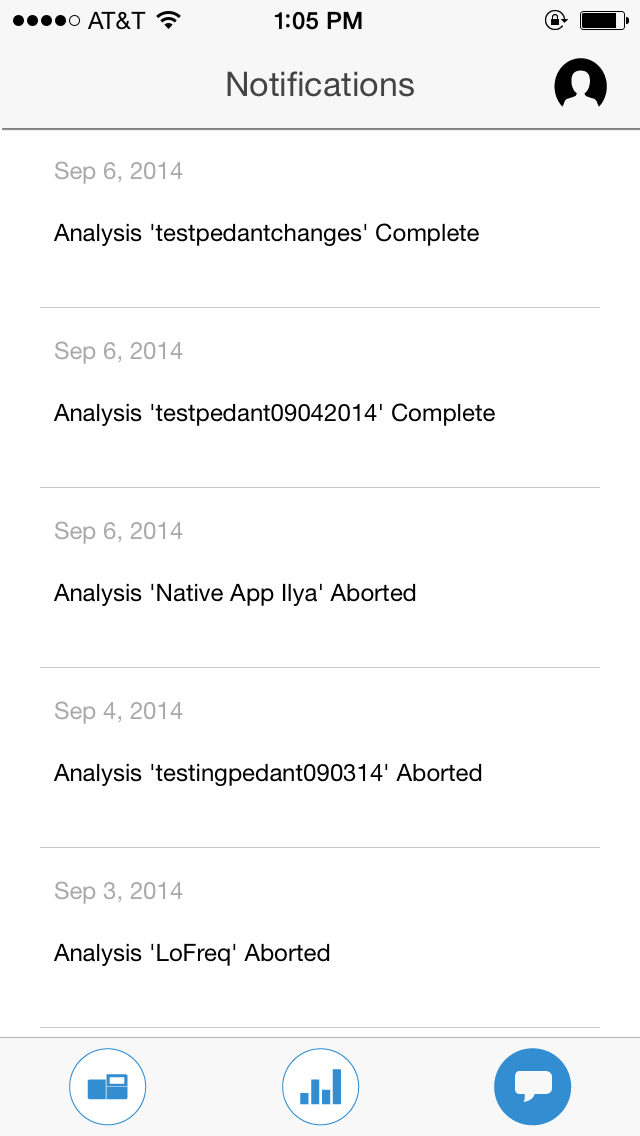 AT&T 1:05 PM
Notifications
Sep 6, 2014
Analysis 'testpedantchanges' Complete
Sep 6, 2014
Analysis 'testpedant09042014' Complete
Sep 6, 2014
Analysis 'Native App Ilya' Aborted
Sep 4, 2014
Analysis 'testingpedant090314' Aborted
Sep 3, 2014
Analysis 'LoFreq' Aborted